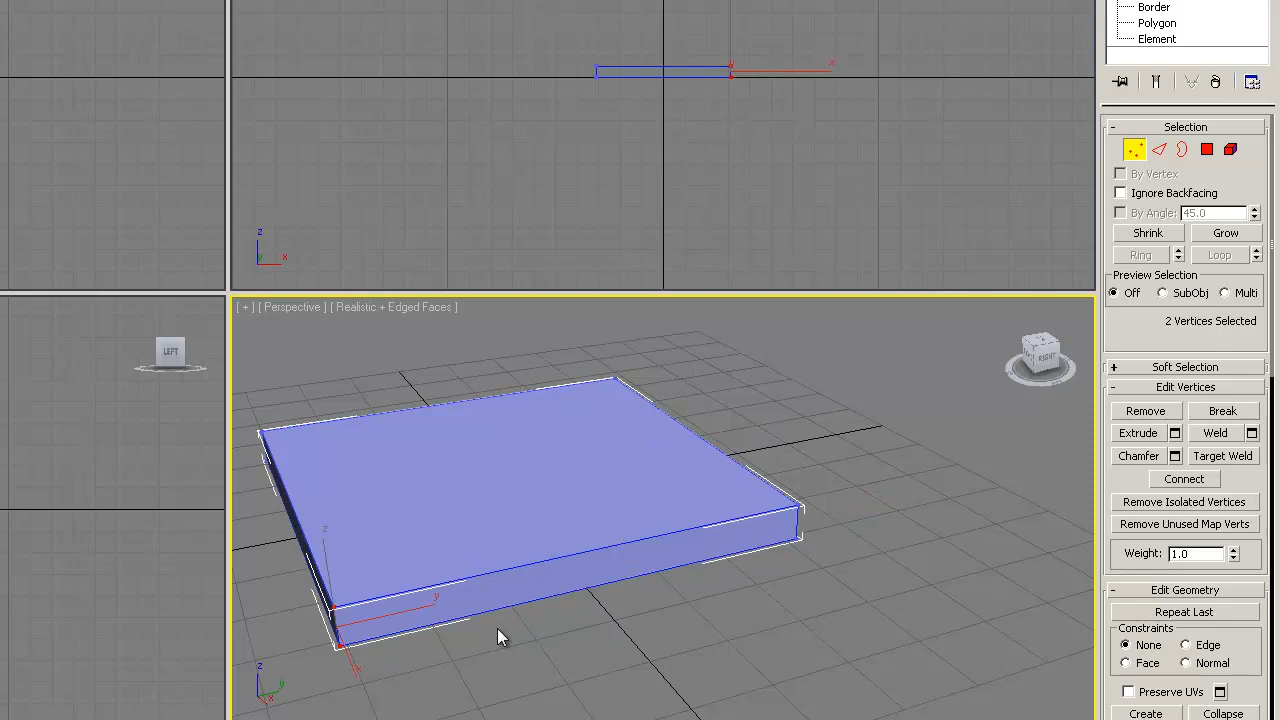 Border
Polygon
Element
x
z
y x
Selection
By Vertex
Ignore Backfacing
By Angle: 45.0
Shrink Grow
Ring Loop
Preview Selection
Off SubObj Multi
2 Vertices Selected
Soft Selection
Edit Vertices
Remove Break
Extrude Weld
Chamfer Target Weld
Connect
Remove Isolated Vertices
Remove Unused Map Verts
Weight: 1.0
Edit Geometry
Repeat Last
Constraints
None Edge
Face Normal
Preserve UVs
Create Collapse
[ + ] [ Perspective ] [ Realistic + Edged Faces ]
LEFT
RIGHT
z
y
x
z
y
x